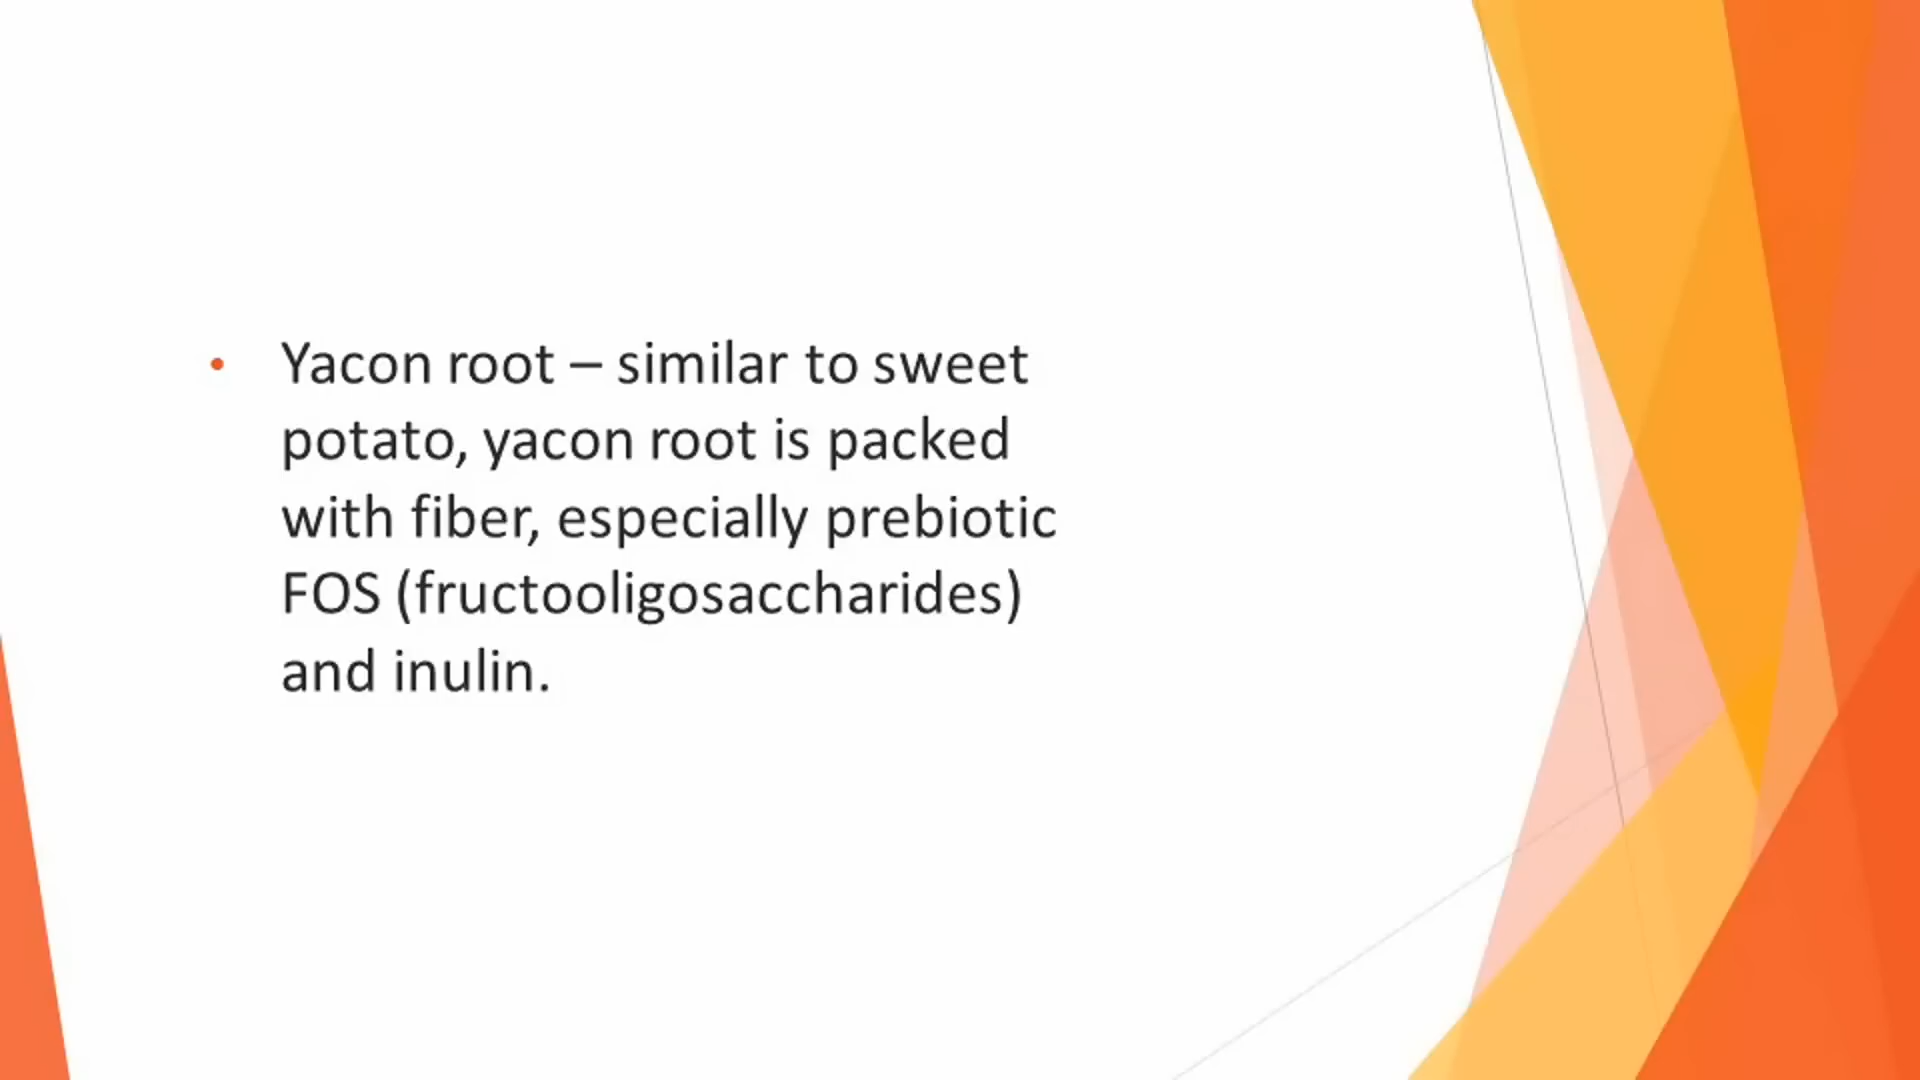 • Yacon root – similar to sweet
potato, yacon root is packed
with fiber, especially prebiotic
FOS (fructooligosaccharides)
and inulin.